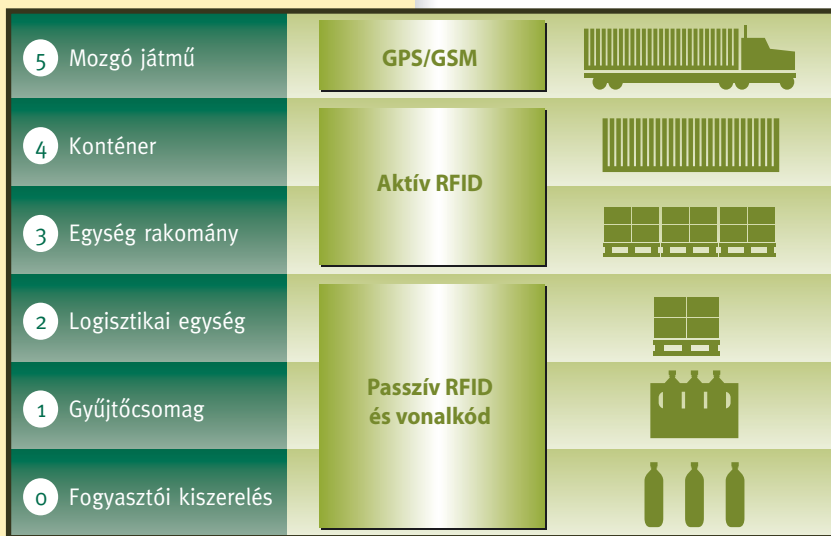 5 Mozgó játmű
GPS/GSM
4 Konténer
Aktív RFID
3 Egység rakomány
2 Logisztikai egység
Passzív RFID
és vonalkód
1 Gyűjtőcsomag
0 Fogyasztói kiszerelés